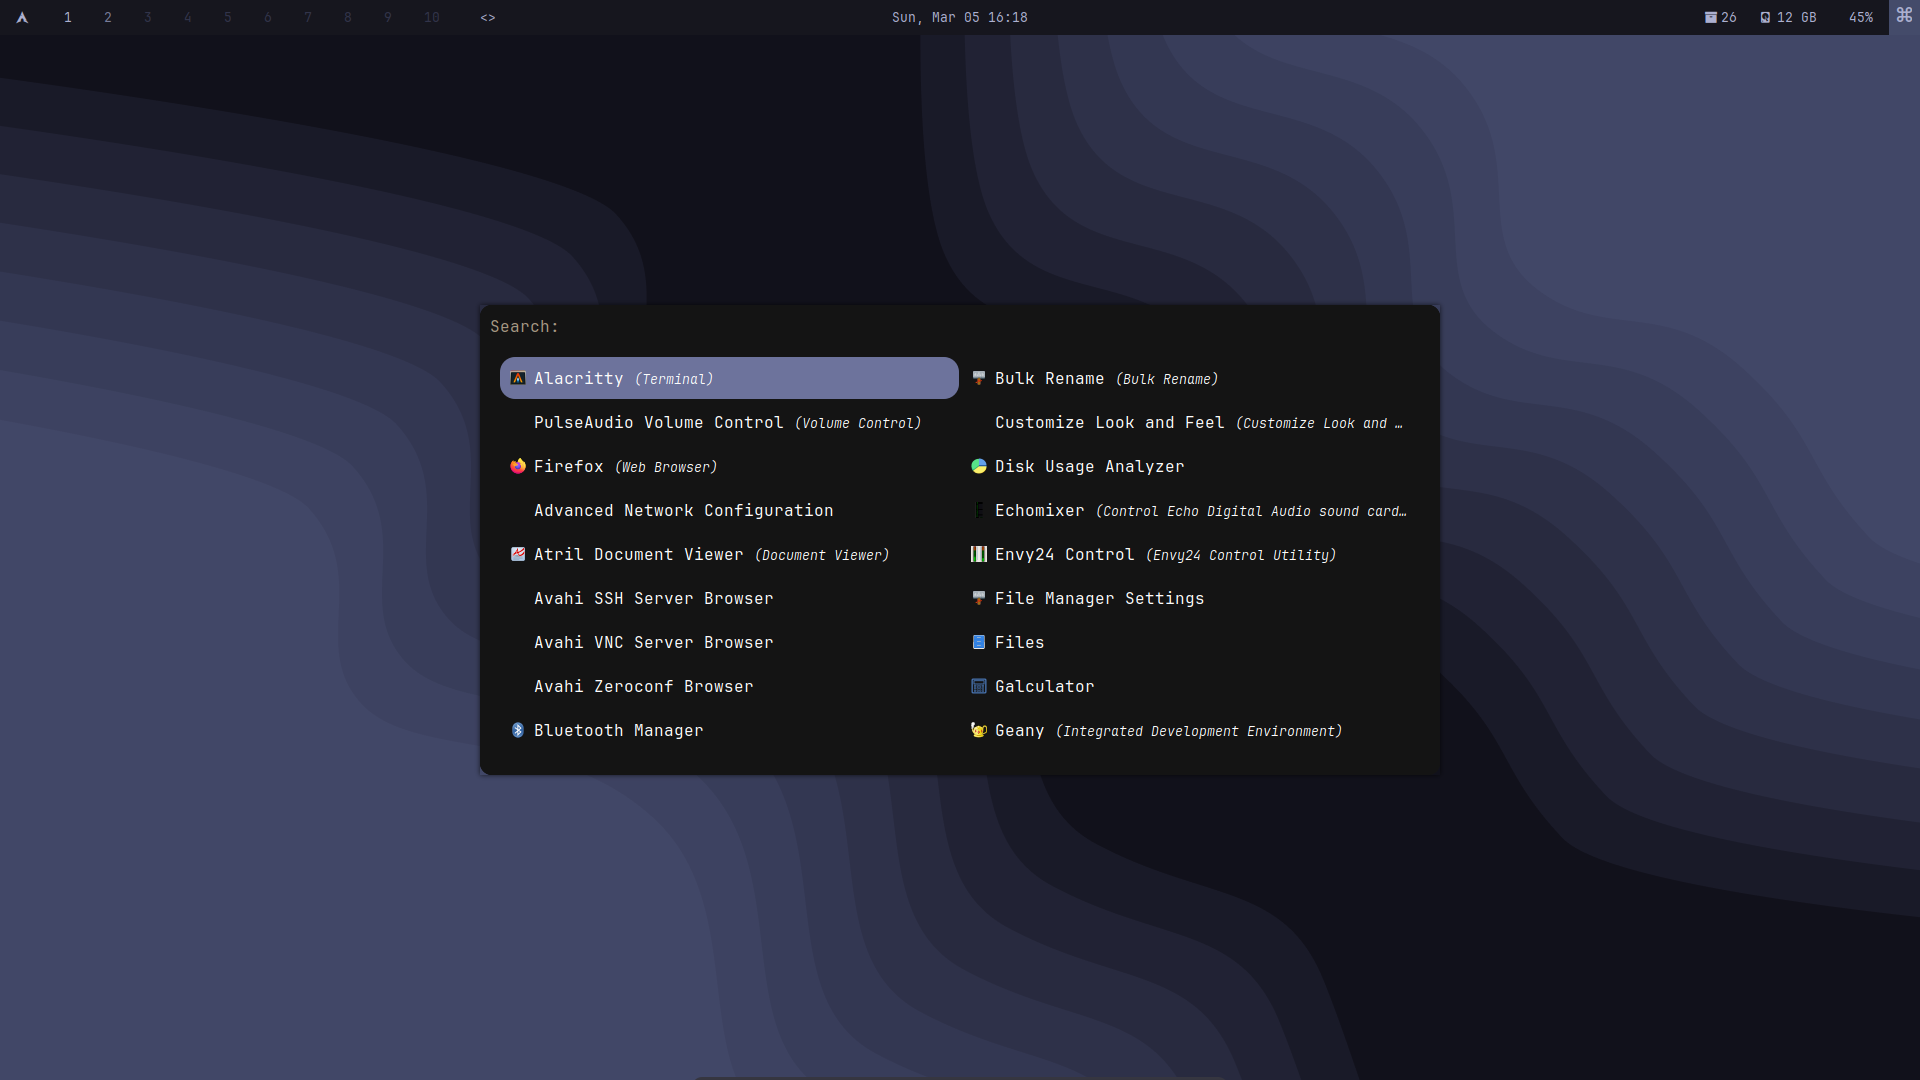 1 2 3 4 5 6 7 8 9 10 <> Sun, Mar 05 16:18 26 12 GB 45%
Search:
Alacritty (Terminal)
PulseAudio Volume Control (Volume Control)
Firefox (Web Browser)
Advanced Network Configuration
Atril Document Viewer (Document Viewer)
Avahi SSH Server Browser
Avahi VNC Server Browser
Avahi Zeroconf Browser
Bluetooth Manager
Bulk Rename (Bulk Rename)
Customize Look and Feel (Customize Look and …
Disk Usage Analyzer
Echomixer (Control Echo Digital Audio sound card…
Envy24 Control (Envy24 Control Utility)
File Manager Settings
Files
Galculator
Geany (Integrated Development Environment)